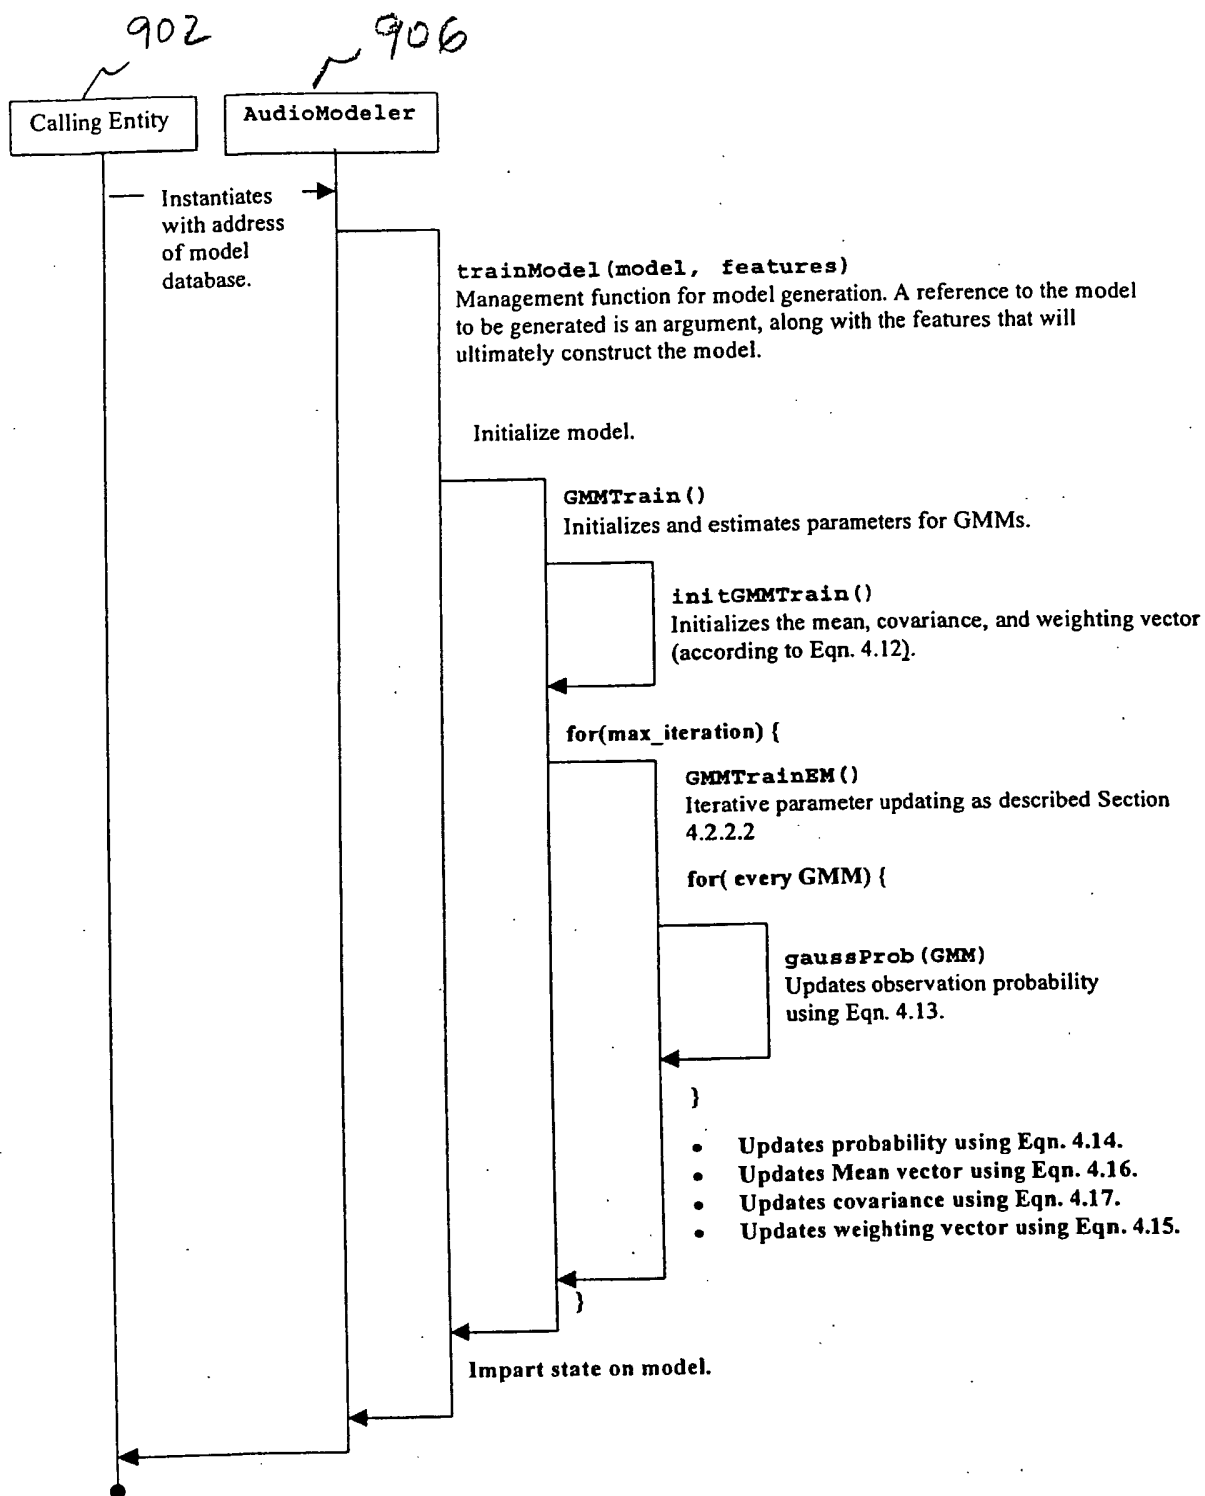 902
906
Calling Entity
AudioModeler
Instantiates
with address
of model
database.
trainModel(model, features)
Management function for model generation. A reference to the model
to be generated is an argument, along with the features that will
ultimately construct the model.
Initialize model.
GMMTrain()
Initializes and estimates parameters for GMMs.
initGMMTrain()
Initializes the mean, covariance, and weighting vector
(according to Eqn. 4.12).
for(max_iteration) {
GMMTrainEM()
Iterative parameter updating as described Section
4.2.2.2
for( every GMM) {
gaussProb(GMM)
Updates observation probability
using Eqn. 4.13.
}
• Updates probability using Eqn. 4.14.
• Updates Mean vector using Eqn. 4.16.
• Updates covariance using Eqn. 4.17.
• Updates weighting vector using Eqn. 4.15.
}
Impart state on model.